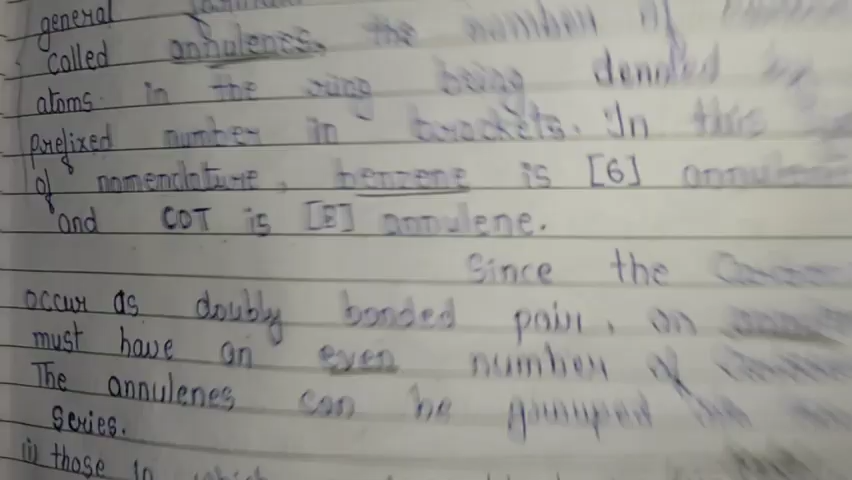 general
called annulenes, the number of
atoms in the ring being denoted by
prefixed number in brackets. In this
of nomenclature, benzene is [6] annulene
and COT is [8] annulene.
Since the
occur as doubly bonded pair, an
must have an even number of
The annulenes can be grouped
series.
(i) those in which